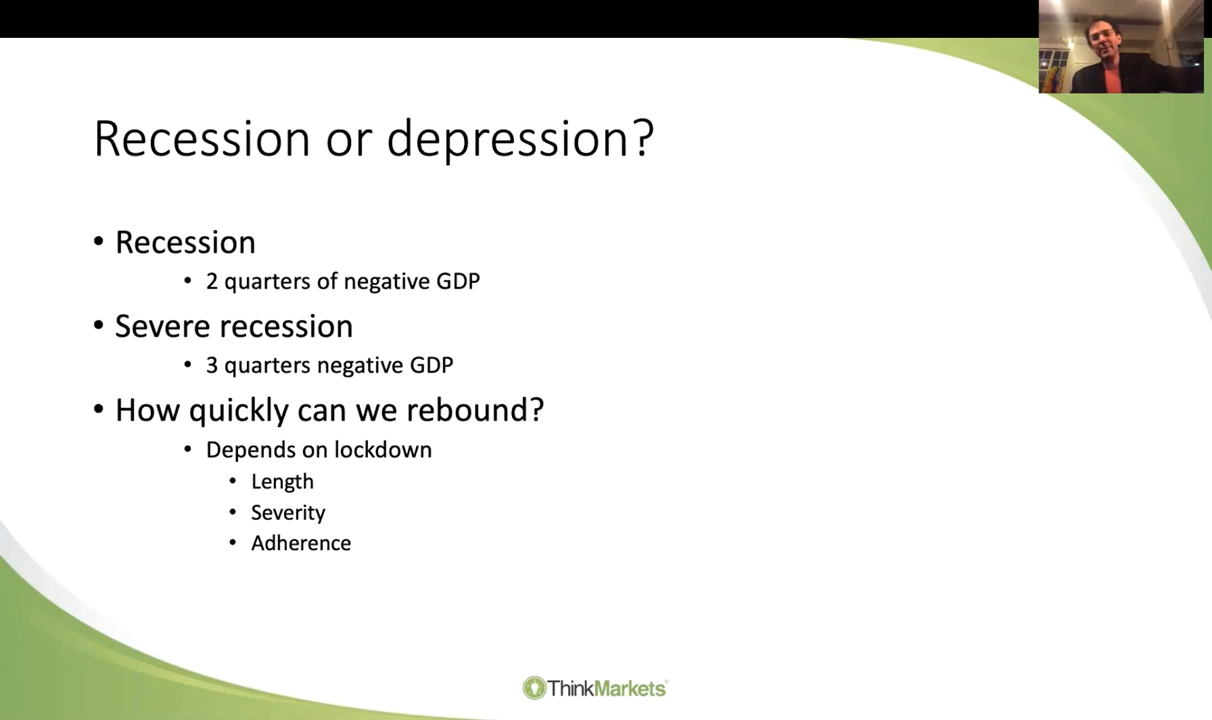 Recession or depression?
• Recession
• 2 quarters of negative GDP
• Severe recession
• 3 quarters negative GDP
• How quickly can we rebound?
• Depends on lockdown
• Length
• Severity
• Adherence
ThinkMarkets